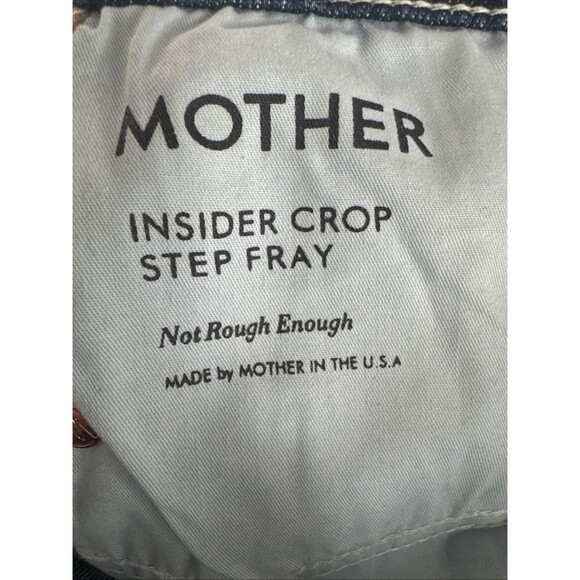 MOTHER
INSIDER CROP
STEP FRAY
Not Rough Enough
MADE by MOTHER IN THE U.S.A